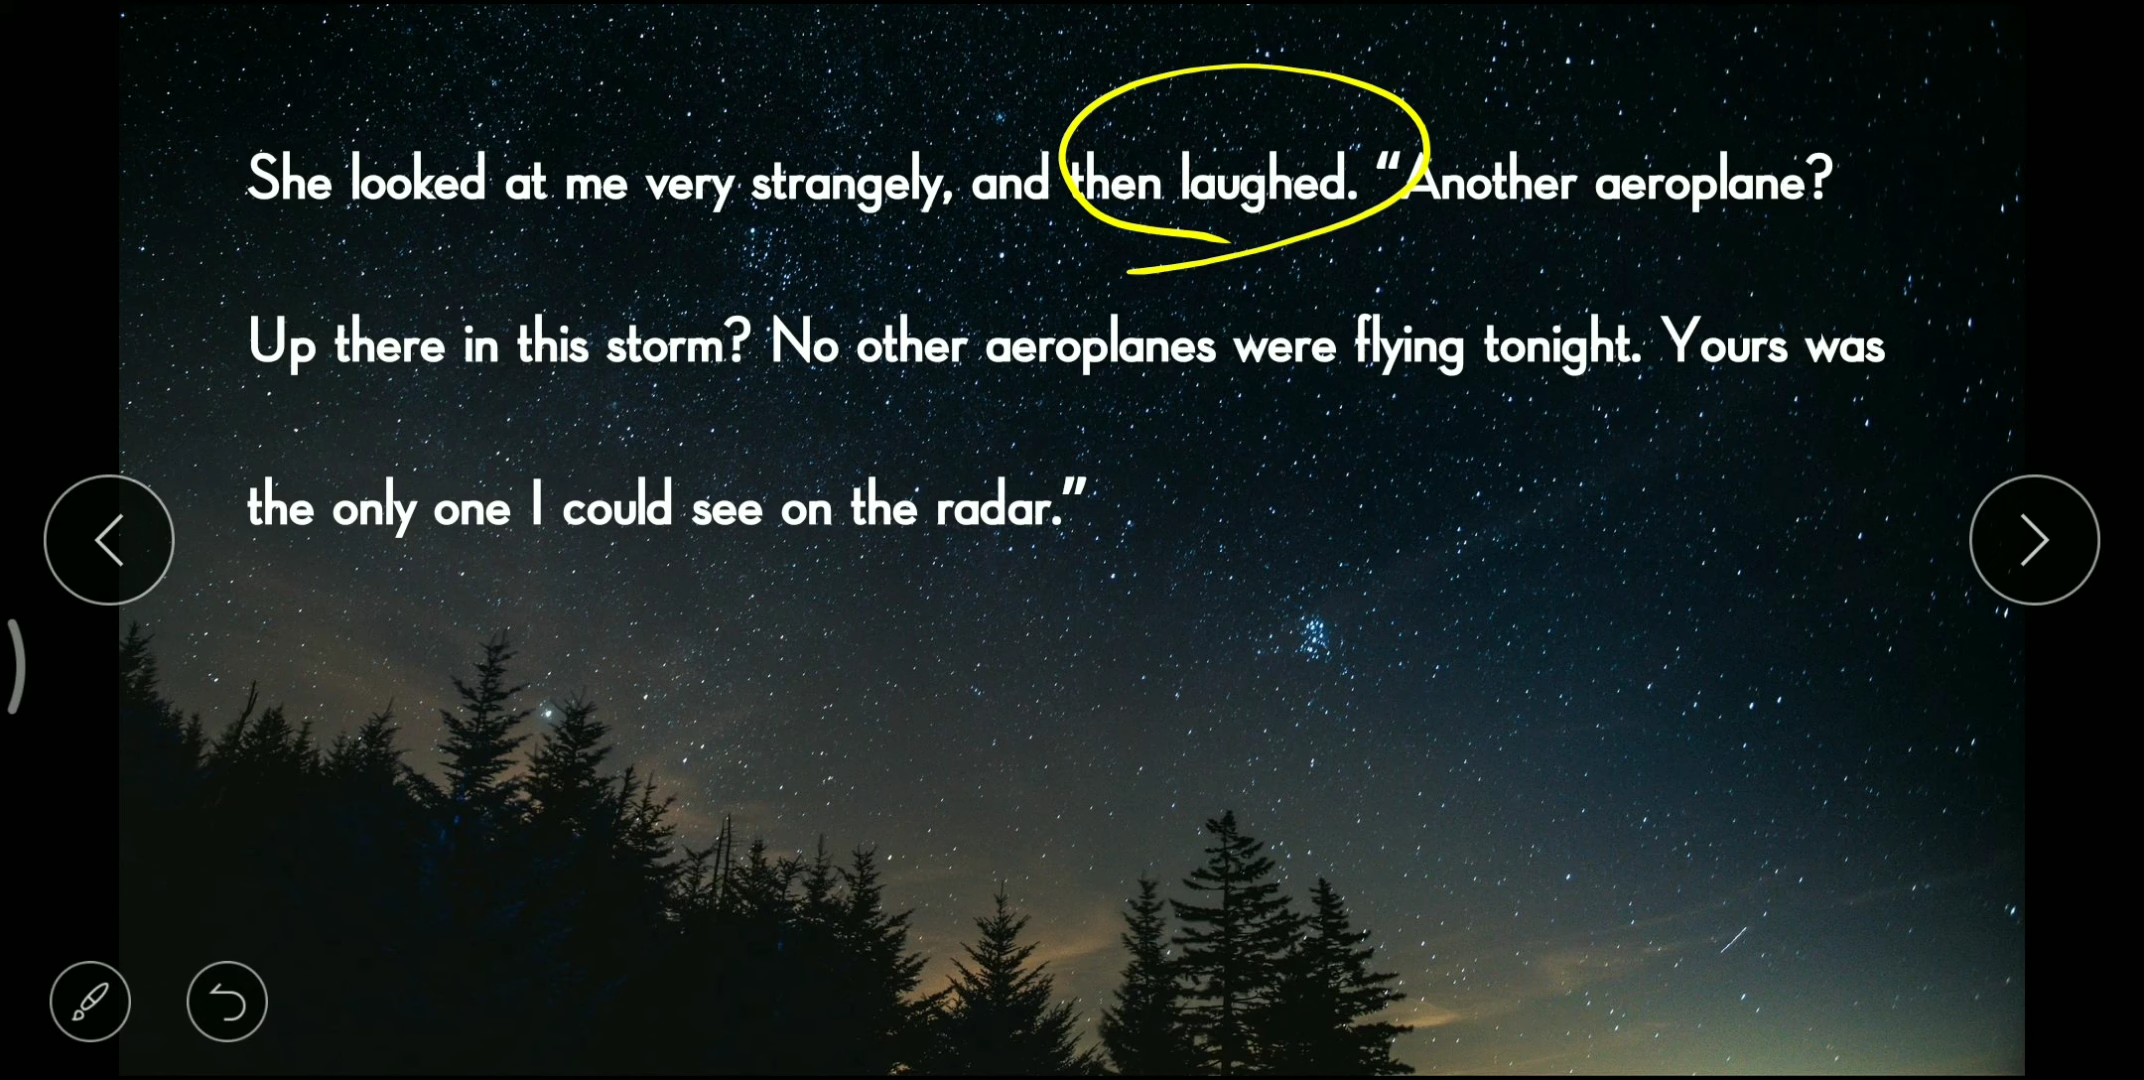 She looked at me very strangely, and then laughed. “Another aeroplane?
Up there in this storm? No other aeroplanes were flying tonight. Yours was
the only one I could see on the radar.”